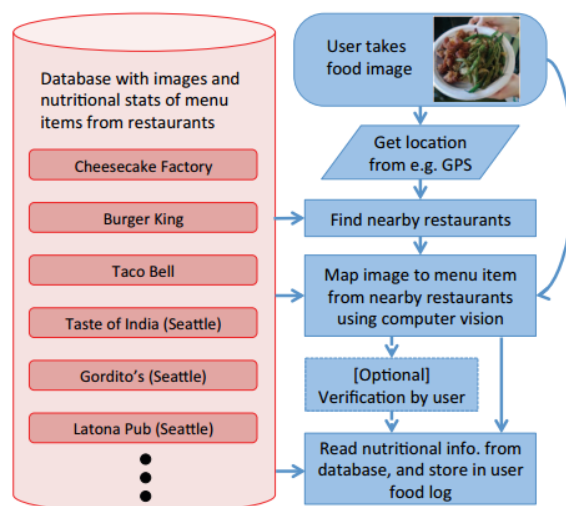 Database with images and
nutritional stats of menu
items from restaurants
Cheesecake Factory
Burger King
Taco Bell
Taste of India (Seattle)
Gordito's (Seattle)
Latona Pub (Seattle)
User takes
food image
Get location
from e.g. GPS
Find nearby restaurants
Map image to menu item
from nearby restaurants
using computer vision
[Optional]
Verification by user
Read nutritional info. from
database, and store in user
food log